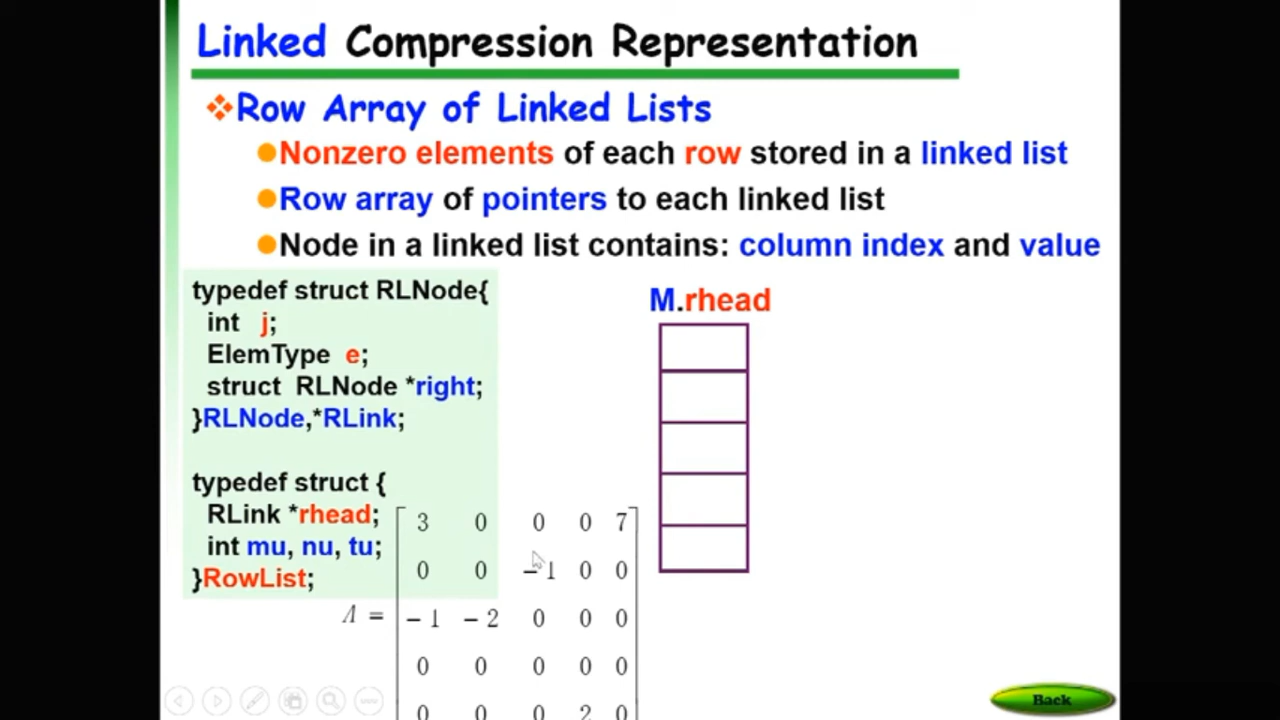 Linked Compression Representation
Row Array of Linked Lists
Nonzero elements of each row stored in a linked list
Row array of pointers to each linked list
Node in a linked list contains: column index and value
typedef struct RLNode{
int j;
ElemType e;
struct RLNode *right;
}RLNode,*RLink;
typedef struct {
RLink *rhead;
int mu, nu, tu;
}RowList;
M.rhead
3 0 0 0 7
0 0 -1 0 0
A = -1 -2 0 0 0
0 0 0 0 0
0 0 0 2 0
Back